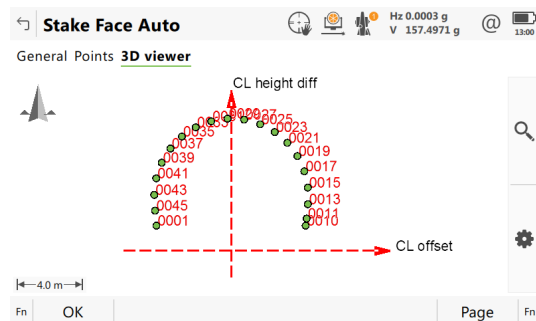 Stake Face Auto
Hz 0.0003 g
V 157.4971 g
@
13:00
General Points 3D viewer
CL height diff
0027
0025
0035
0023
0037
0021
0039
0019
0041
0017
0043
0015
0045
0013
0001
0011
0010
CL offset
4.0 m
Fn OK Page Fn